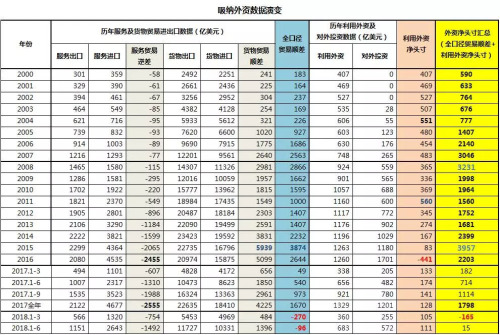 吸纳外资数据演变
年份 历年服务及货物贸易进出口数据(亿美元) 全口径贸易顺差 历年利用外资及对外投资数据(亿美元) 利用外资净头寸 外资净头寸汇总(全口径贸易顺差+利用外资净头寸)
服务出口 服务进口 服务贸易逆差 货物出口 货物进口 货物贸易顺差 利用外资 对外投资
2000 301 359 -58 2492 2251 241 183 407 0 407 590
2001 329 390 -61 2661 2436 225 164 469 0 469 633
2002 394 461 -67 3256 2952 304 237 527 0 527 764
2003 464 549 -85 4382 4128 254 169 535 28 507 676
2004 621 716 -95 5933 5612 321 226 606 55 551 777
2005 739 832 -93 7620 6600 1020 927 603 123 480 1407
2006 914 1003 -89 9690 7915 1775 1686 630 176 454 2140
2007 1216 1293 -77 12201 9561 2640 2563 748 265 483 3046
2008 1465 1580 -115 14307 11326 2981 2866 924 559 365 3231
2009 1286 1581 -295 12016 10059 1957 1662 901 565 336 1998
2010 1702 1922 -220 15777 13962 1815 1595 1057 688 369 1964
2011 1821 2370 -549 18984 17435 1549 1000 1160 600 560 1560
2012 1905 2801 -896 20487 18184 2303 1407 1117 772 345 1752
2013 2106 3290 -1184 22090 19499 2591 1407 1176 902 274 1681
2014 2222 3821 -1599 23423 19592 3831 2232 1196 1029 167 2399
2015 2299 4364 -2065 22735 16796 5939 3874 1263 1180 83 3957
2016 2080 4535 -2455 20974 15875 5099 2644 1260 1701 -441 2203
2017.1-3 494 1101 -607 4828 4179 656 49 338 205 133 182
2017.1-6 1007 2317 -1310 10473 8623 1850 540 656 482 174 714
2017.1-9 1535 3523 -1988 16324 13363 2961 973 921 780 141 1114
2017全年 2122 4677 -2555 22635 18410 4225 1670 1329 1201 128 1798
2018.1-3 566 1320 -754 5453 4969 484 -270 360 255 105 -165
2018.1-6 1151 2643 -1492 11727 10331 1396 -96 683 572 111 15